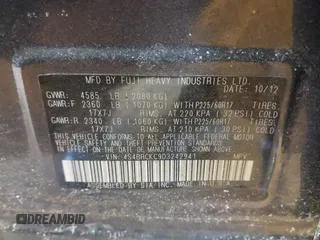 MFD BY FUJI HEAVY INDUSTRIES LTD. 10/12
GVWR: 4585 LB (2080 KG)
GAWR:F 2360 LB (1070 KG) WITH P225/60R17 TIRES
17X7J RIMS AT 220 KPA (32 PSI) COLD
GAWR:R 2340 LB (1060 KG) WITH P225/60R17 TIRES
17X7J RIMS AT 210 KPA (30 PSI) COLD
THIS VEHICLE CONFORMS TO ALL APPLICABLE
U.S. FEDERAL MOTOR VEHICLE SAFETY, BUMPER
AND THEFT PREVENTION STANDARDS IN EFFECT
ON THE DATE OF MANUFACTURE SHOWN ABOVE.
VIN: 4S4BRCKC9D3242941 MPV
ASSEMBLED BY SIA INC. MADE IN U.S.A.
ABRIDBID